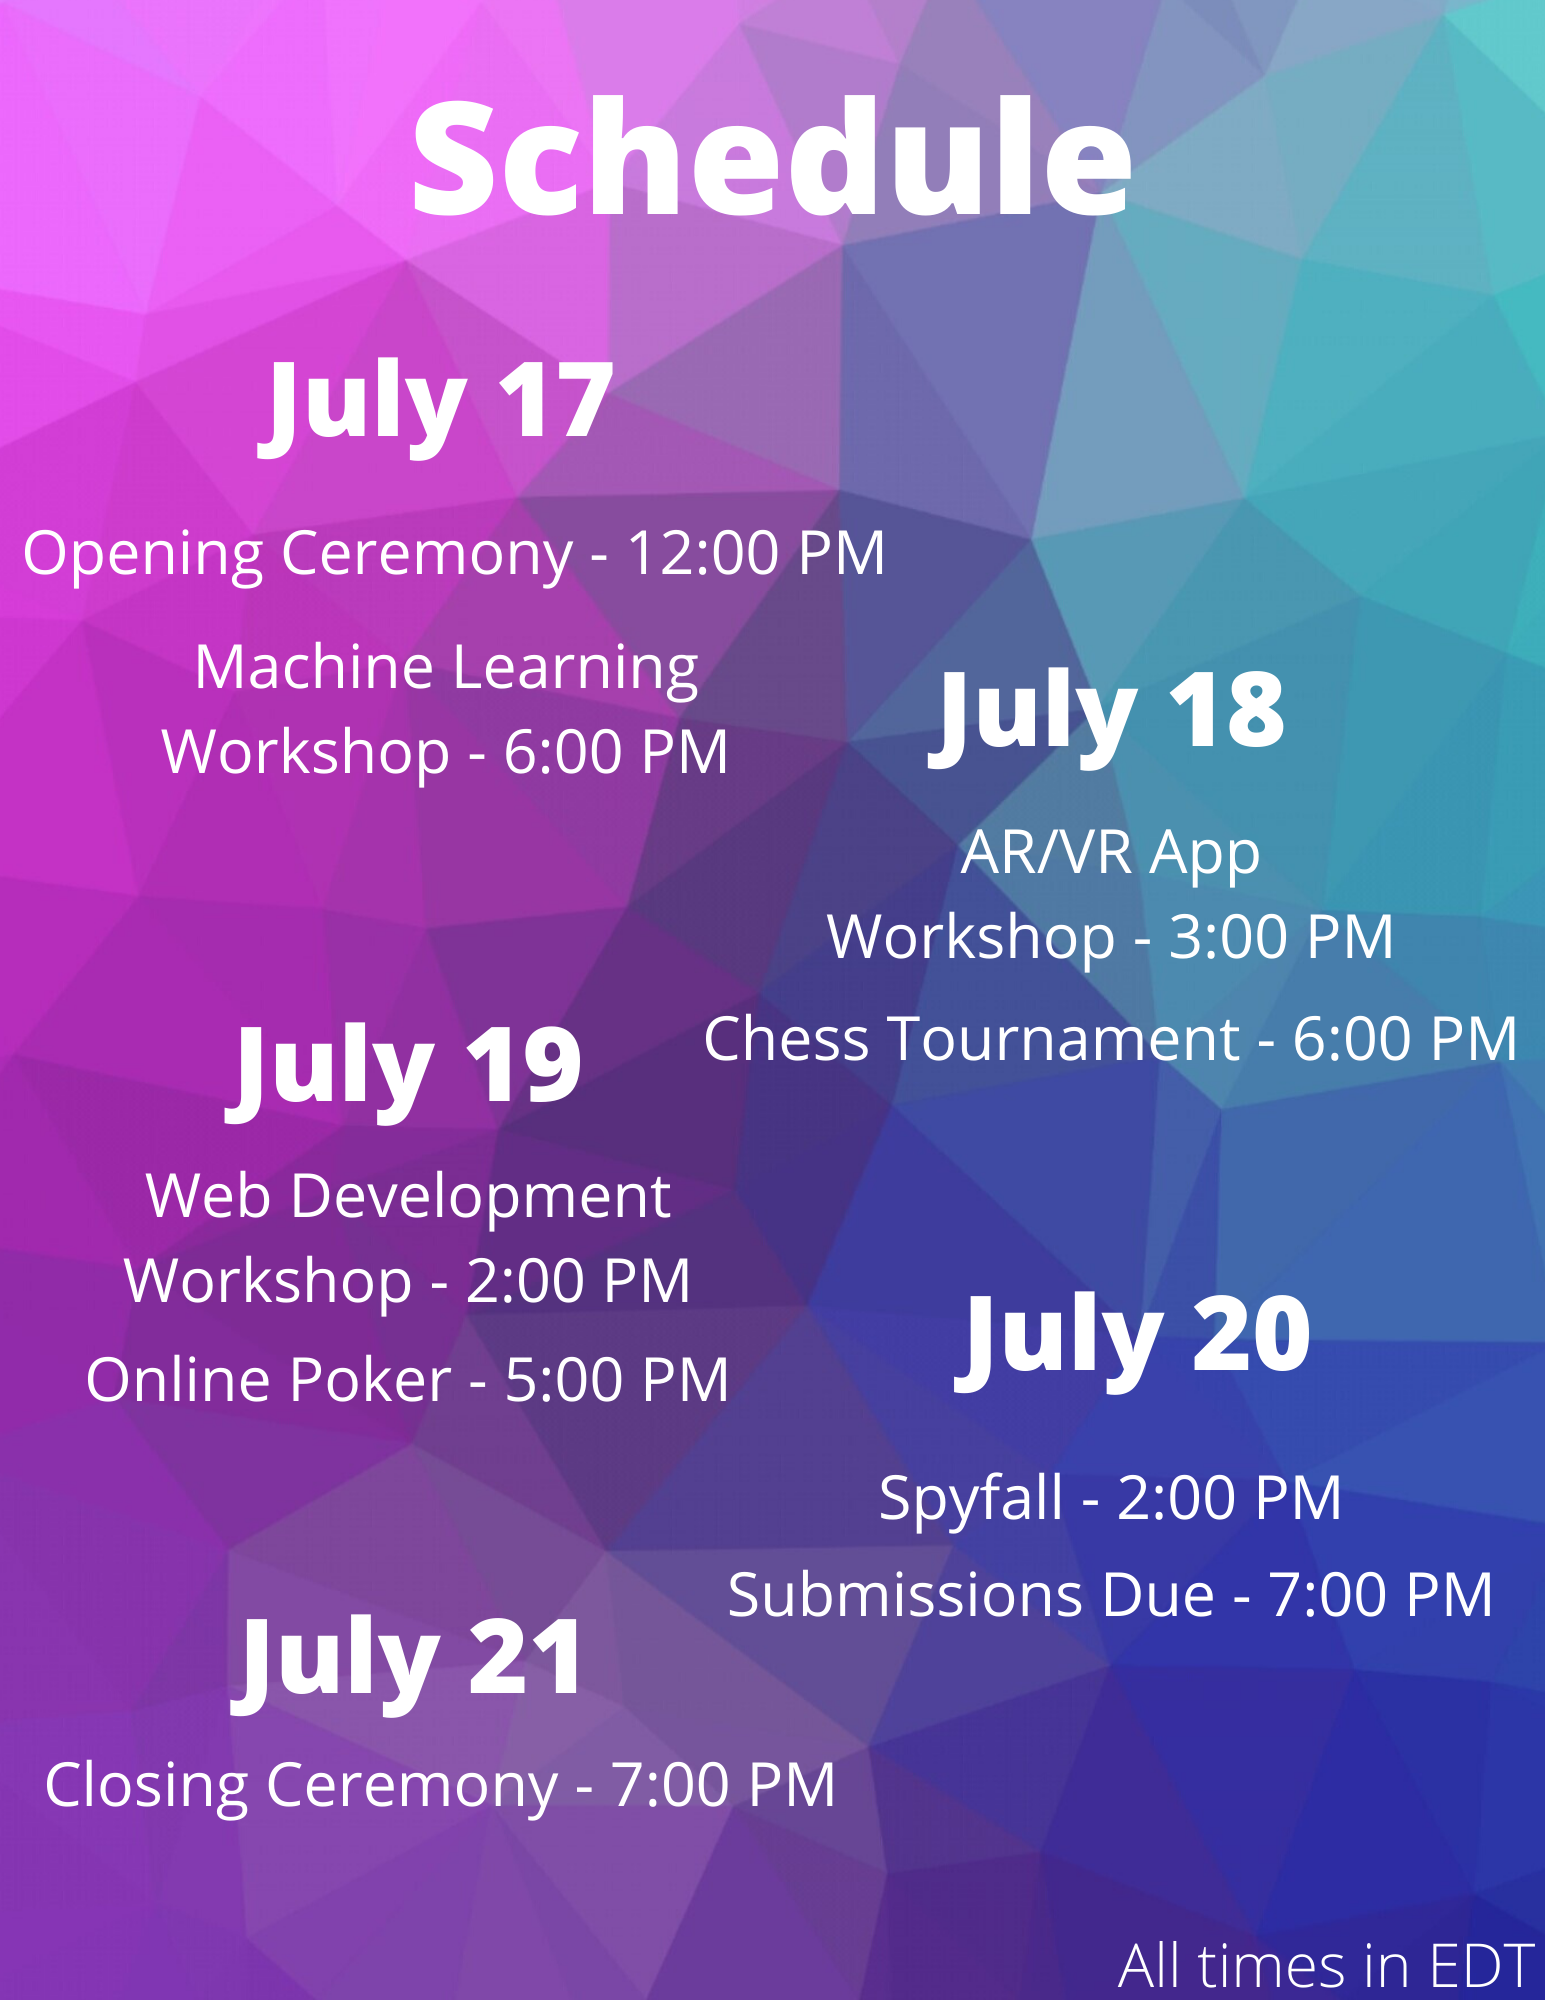 Schedule
July 17
Opening Ceremony - 12:00 PM
Machine Learning
Workshop - 6:00 PM
July 18
AR/VR App
Workshop - 3:00 PM
Chess Tournament - 6:00 PM
July 19
Web Development
Workshop - 2:00 PM
Online Poker - 5:00 PM
July 20
Spyfall - 2:00 PM
Submissions Due - 7:00 PM
July 21
Closing Ceremony - 7:00 PM
All times in EDT